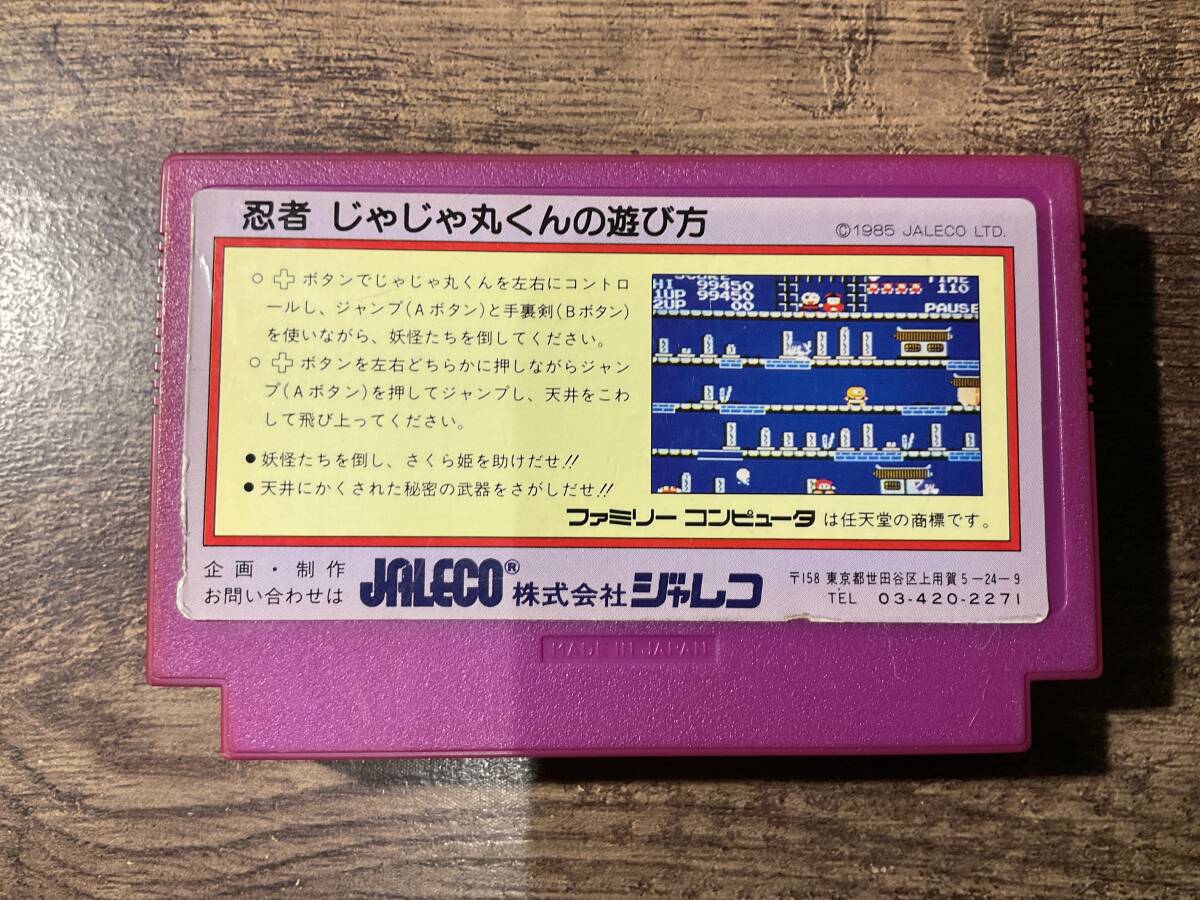 忍者 じゃじゃ丸くんの遊び方
©1985 JALECO LTD.
○ ✚ボタンでじゃじゃ丸くんを左右にコントロ
ールし、ジャンプ(Aボタン)と手裏剣(Bボタン)
を使いながら、妖怪たちを倒してください。
○ ✚ボタンを左右どちらかに押しながらジャン
プ(Aボタン)を押してジャンプし、天井をこわ
して飛び上ってください。
●妖怪たちを倒し、さくら姫を助けだせ!!
●天井にかくされた秘密の武器をさがしだせ!!
SCORE
HI 99450
1UP 99450
2UP 00
TIME
110
PAUSE
ファミリー コンピュータ は任天堂の商標です。
企画・制作
お問い合わせは
JALECO® 株式会社ジャレコ
〒158 東京都世田谷区上用賀5-24-9
TEL 03-420-2271
MADE IN JAPAN